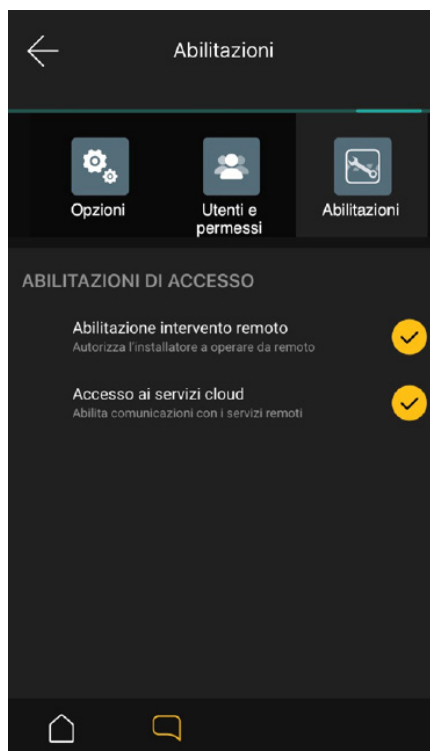 Abilitazioni
Opzioni
Utenti e
permessi
Abilitazioni
ABILITAZIONI DI ACCESSO
Abilitazione intervento remoto
Autorizza l'installatore a operare da remoto
Accesso ai servizi cloud
Abilita comunicazioni con i servizi remoti